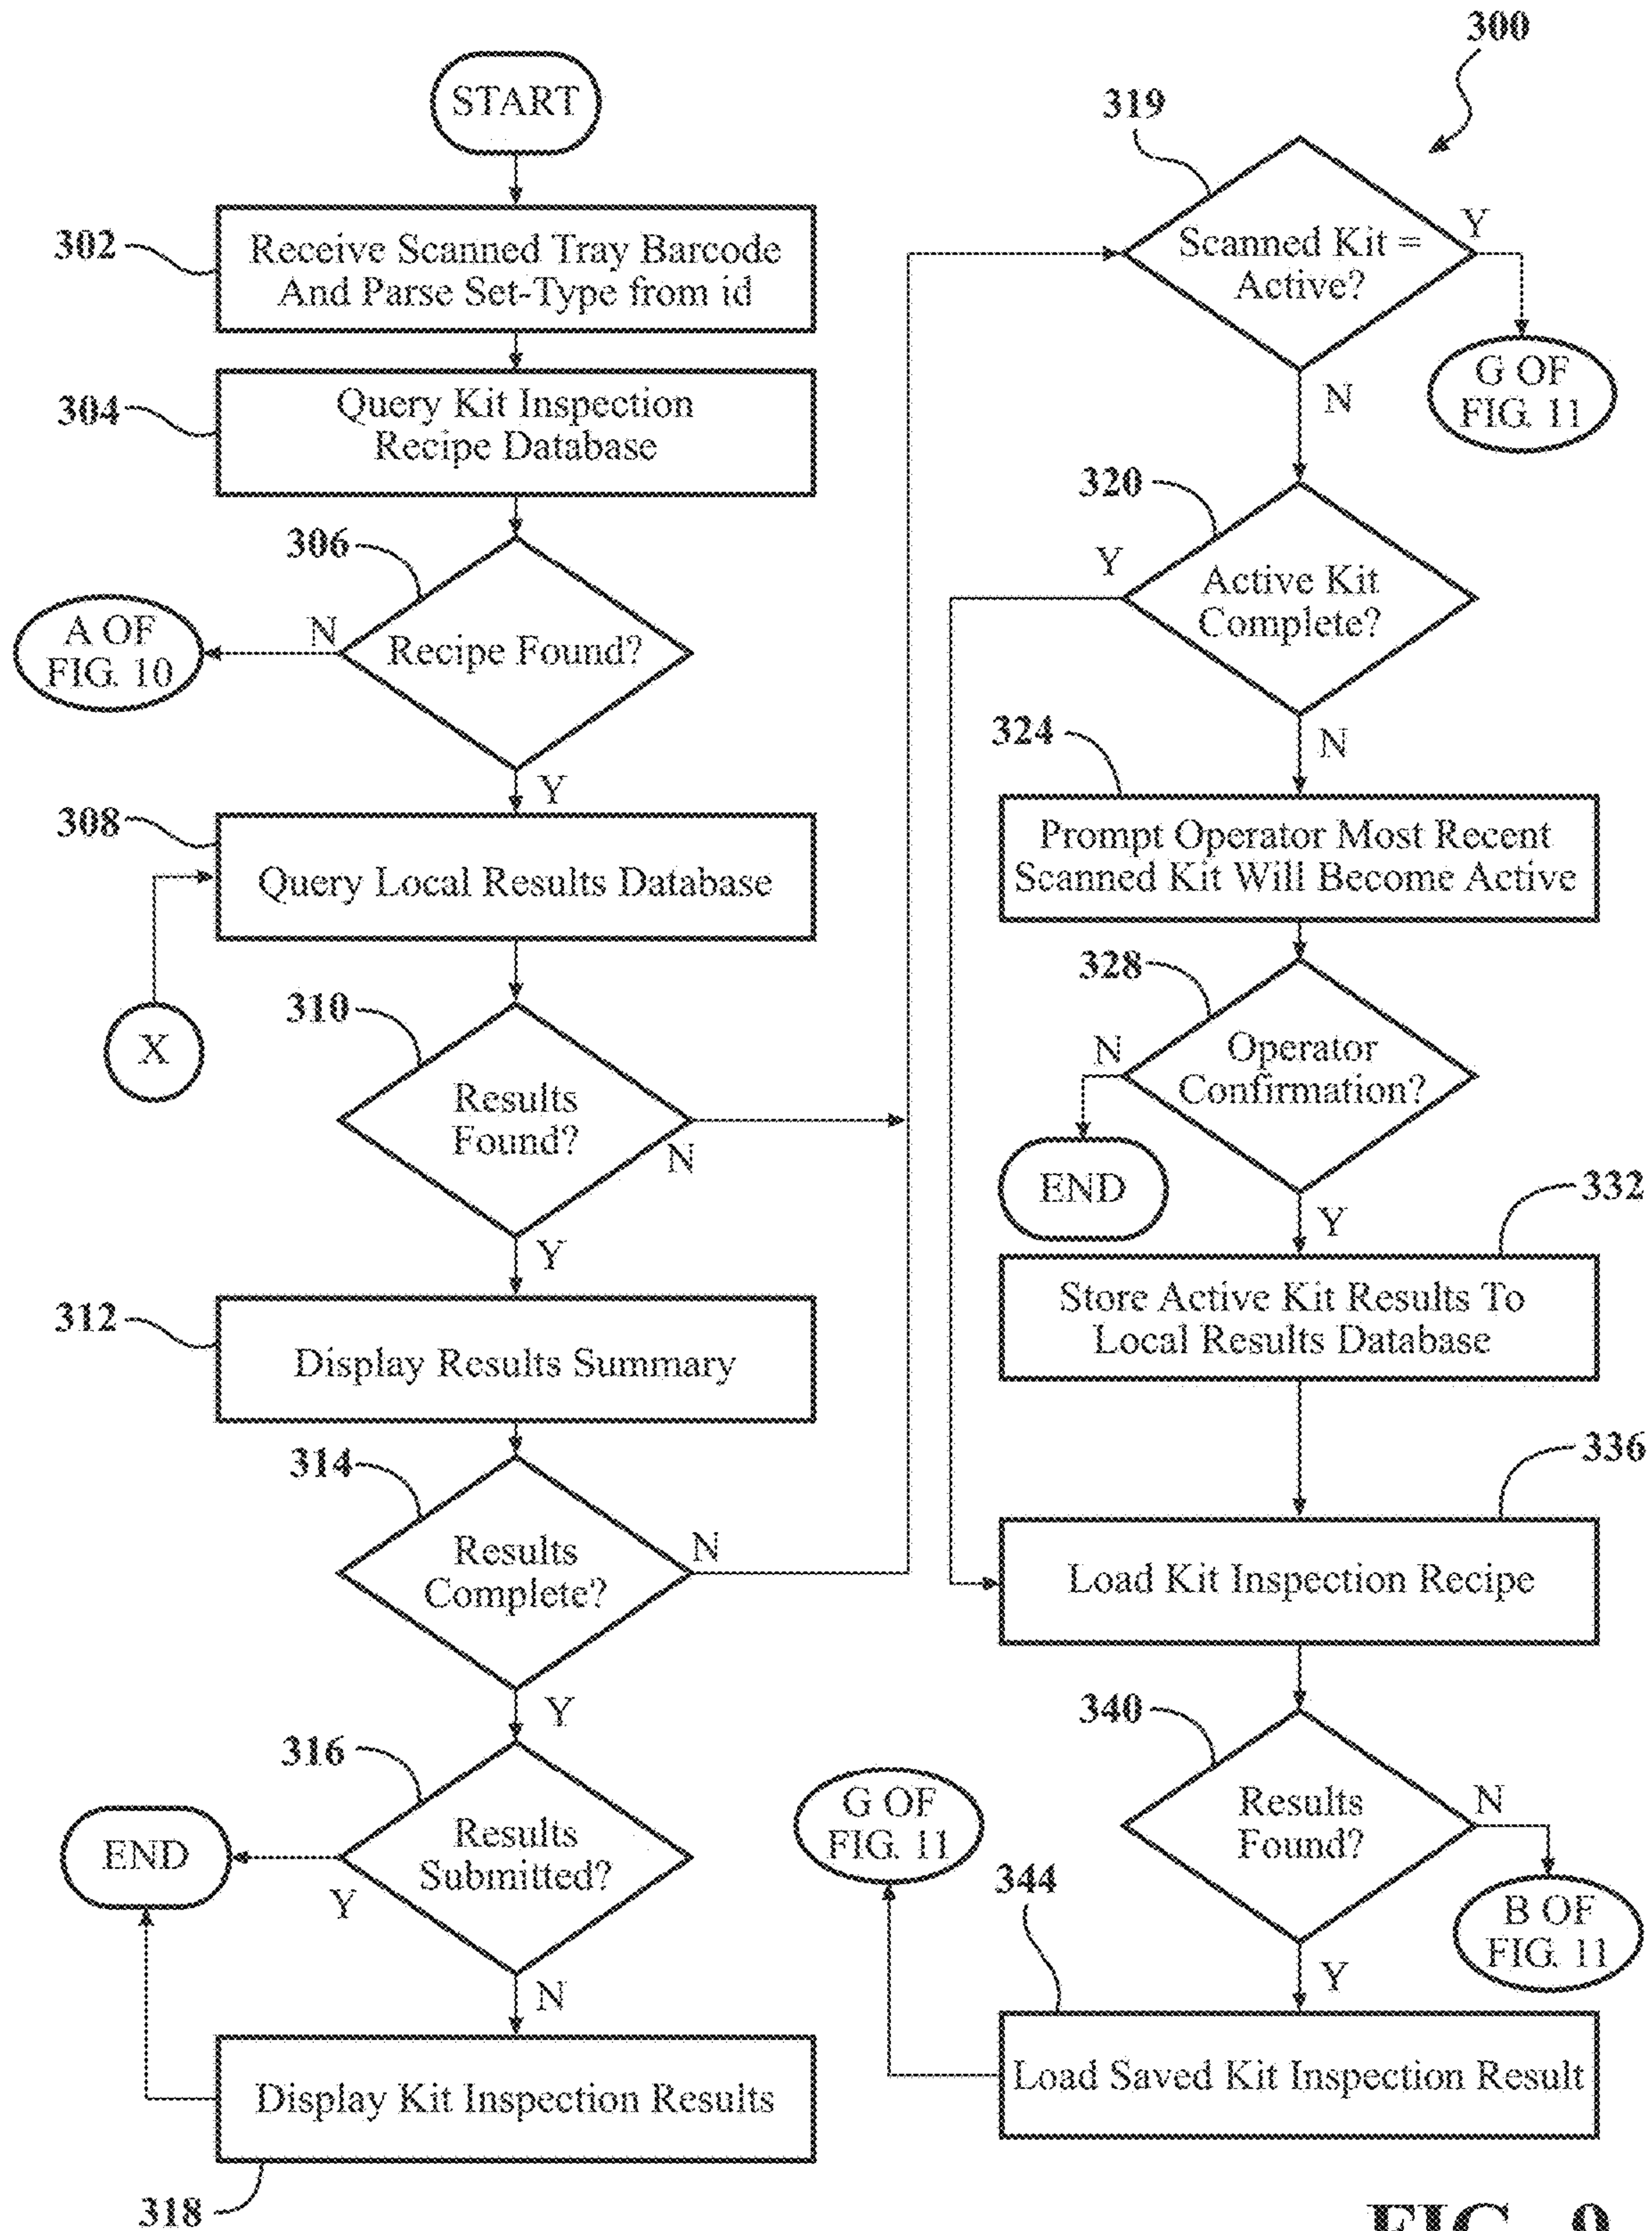 300
START
302
Receive Scanned Tray Barcode
And Parse Set-Type from id
304
Query Kit Inspection
Recipe Database
306
Recipe Found?
N
A OF
FIG. 10
Y
308
Query Local Results Database
X
310
Results
Found?
N
Y
312
Display Results Summary
314
Results
Complete?
N
Y
316
Results
Submitted?
Y
END
N
Display Kit Inspection Results
318
319
Scanned Kit =
Active?
Y
G OF
FIG. 11
N
320
Active Kit
Complete?
Y
N
324
Prompt Operator Most Recent
Scanned Kit Will Become Active
328
Operator
Confirmation?
N
END
Y
332
Store Active Kit Results To
Local Results Database
336
Load Kit Inspection Recipe
340
Results
Found?
N
B OF
FIG. 11
Y
344
Load Saved Kit Inspection Result
G OF
FIG. 11
FIG. 9